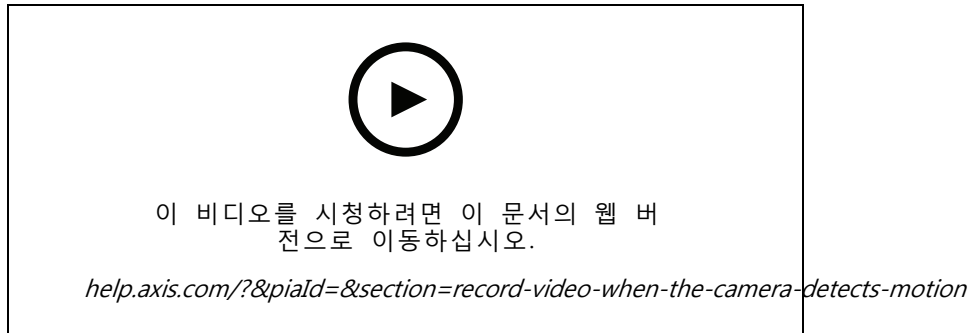 이 비디오를 시청하려면 이 문서의 웹 버
전으로 이동하십시오.
help.axis.com/?&piaId=&section=record-video-when-the-camera-detects-motion